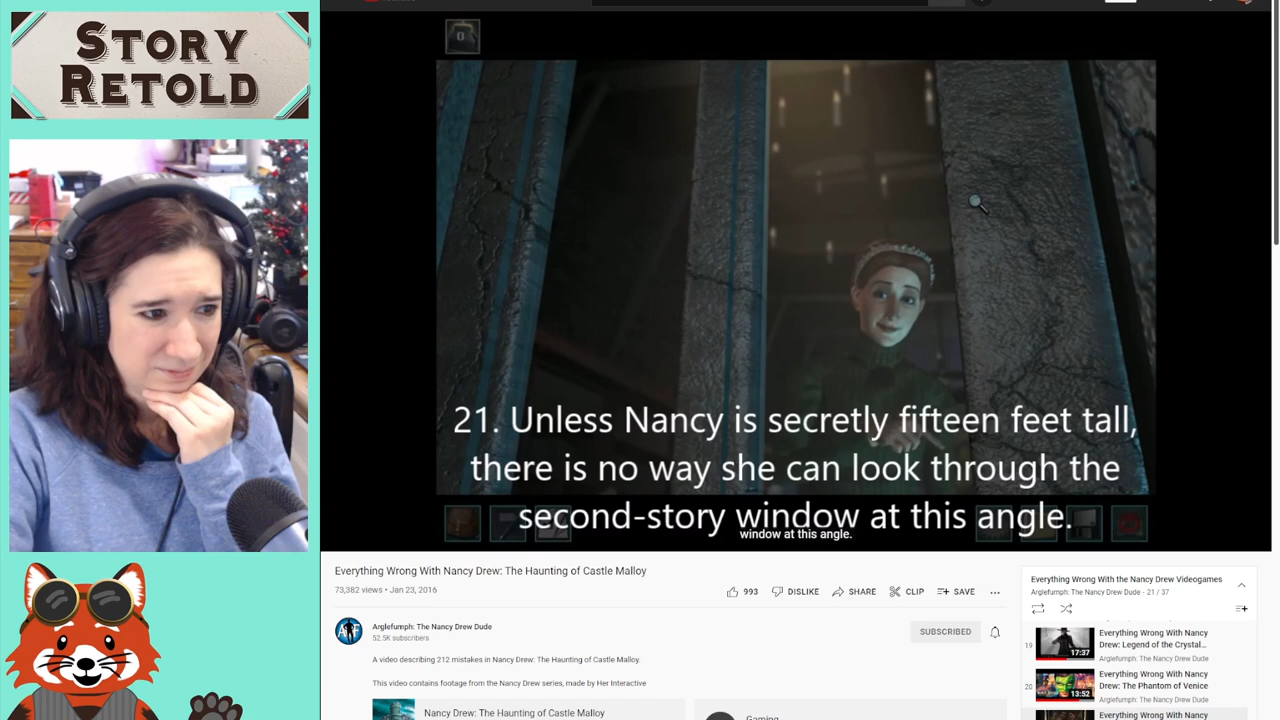 STORY
RETOLD
0
21. Unless Nancy is secretly fifteen feet tall,
there is no way she can look through the
second-story window at this angle.
window at this angle.
Everything Wrong With Nancy Drew: The Haunting of Castle Malloy
73,382 views • Jan 23, 2016
993
DISLIKE
SHARE
CLIP
SAVE
Arglefumph: The Nancy Drew Dude
52.5K subscribers
SUBSCRIBED
A video describing 212 mistakes in Nancy Drew: The Haunting of Castle Malloy.
This video contains footage from the Nancy Drew series, made by Her Interactive
Nancy Drew: The Haunting of Castle Malloy
Gaming
Everything Wrong With the Nancy Drew Videogames
Arglefumph: The Nancy Drew Dude - 21 / 37
19
17:37
Everything Wrong With Nancy
Drew: Legend of the Crystal...
Arglefumph: The Nancy Drew Dude
20
13:52
Everything Wrong With Nancy
Drew: The Phantom of Venice
Arglefumph: The Nancy Drew Dude
Everything Wrong With Nancy